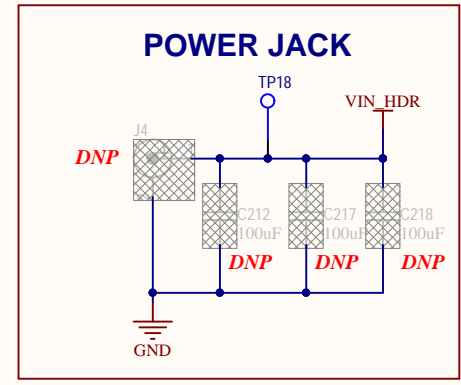 POWER JACK
TP18
VIN_HDR
J4
DNP
C212
C217
C218
100uF
100uF
100uF
DNP
DNP
DNP
GND